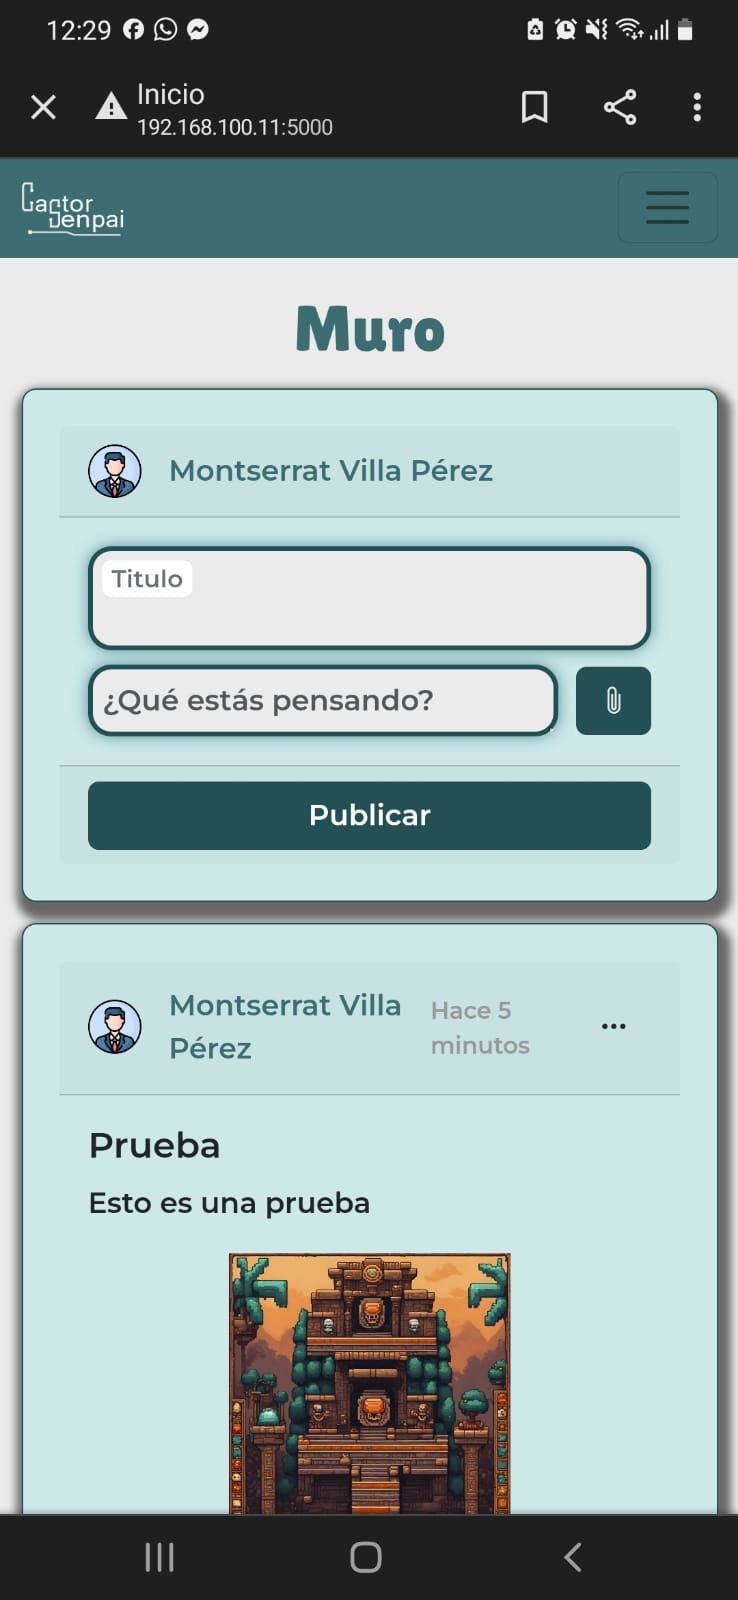 12:29
Inicio
192.168.100.11:5000
Castor
Senpai
Muro
Montserrat Villa Pérez
Titulo
¿Qué estás pensando?
Publicar
Montserrat Villa
Pérez
Hace 5
minutos
Prueba
Esto es una prueba